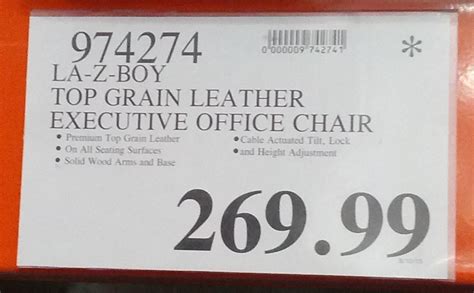 974274
0"000009"742741"
*
LA-Z-BOY
TOP GRAIN LEATHER
EXECUTIVE OFFICE CHAIR
• Premium Top Grain Leather
• On All Seating Surfaces
• Solid Wood Arms and Base
• Cable Actuated Tilt, Lock
• and Height Adjustment
269.99